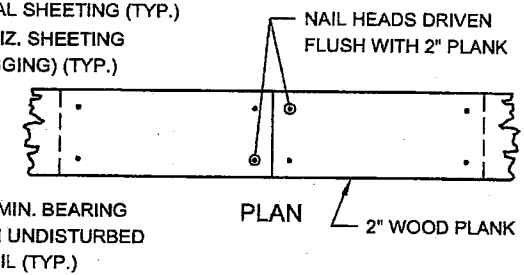 AL SHEETING (TYP.)
IZ. SHEETING
GGING) (TYP.)
NAIL HEADS DRIVEN
FLUSH WITH 2" PLANK
MIN. BEARING
UNDISTURBED
IL (TYP.)
PLAN
2" WOOD PLANK